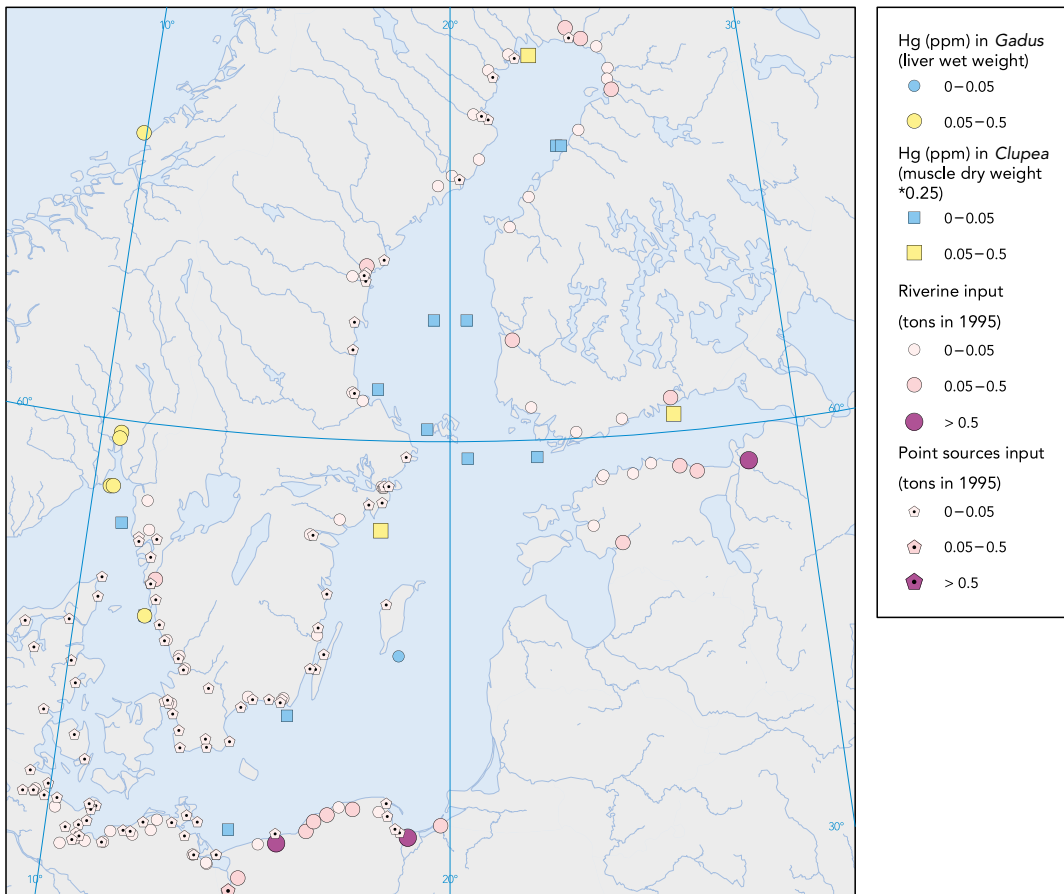 10°
20°
30°
60°
60°
10°
20°
30°
Hg (ppm) in Gadus
(liver wet weight)
0–0.05
0.05–0.5
Hg (ppm) in Clupea
(muscle dry weight
*0.25)
0–0.05
0.05–0.5
Riverine input
(tons in 1995)
0–0.05
0.05–0.5
> 0.5
Point sources input
(tons in 1995)
0–0.05
0.05–0.5
> 0.5